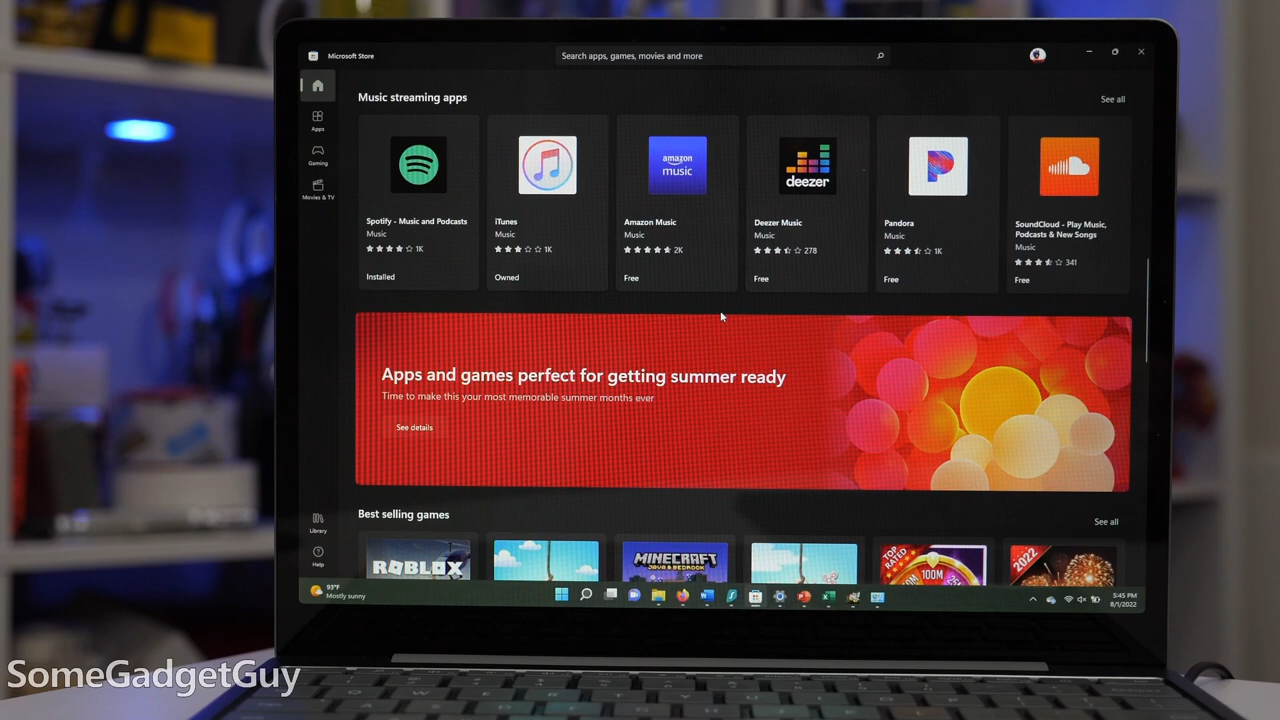 Microsoft Store
Search apps, games, movies and more
Apps
Gaming
Movies & TV
Music streaming apps
See all
amazon
music
deezer
Spotify - Music and Podcasts
Music
1K
Installed
iTunes
Music
1K
Owned
Amazon Music
Music
2K
Free
Deezer Music
Music
278
Free
Pandora
Music
1K
Free
SoundCloud - Play Music,
Podcasts & New Songs
Music
341
Free
Apps and games perfect for getting summer ready
Time to make this your most memorable summer months ever
See details
Best selling games
See all
Library
Help
ROBLOX
MINECRAFT
JAVA & BEDROCK
TOP
RATED
100M
2022
93°F
Mostly sunny
5:45 PM
8/1/2022
SomeGadgetGuy